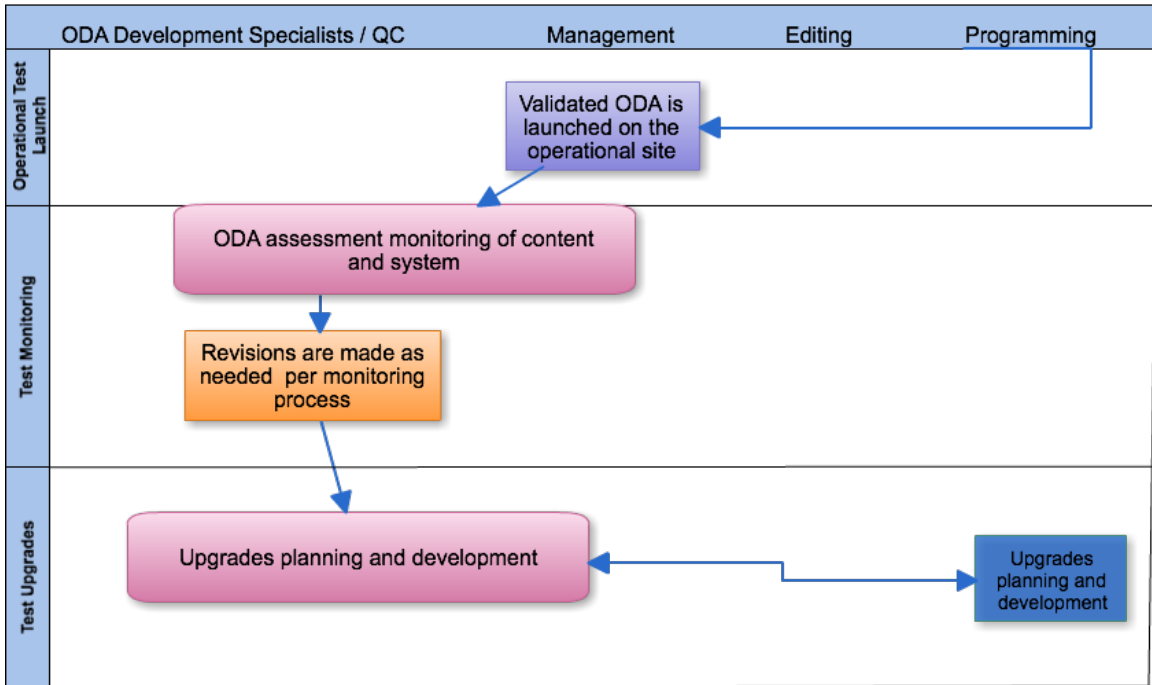 ODA Development Specialists / QC Management Editing Programming
Operational Test
Launch
Validated ODA is
launched on the
operational site
Test Monitoring
ODA assessment monitoring of content
and system
Revisions are made as
needed per monitoring
process
Test Upgrades
Upgrades planning and development
Upgrades
planning and
development